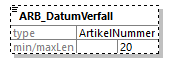 ARB_DatumVerfall
type ArtikelNummer
min/maxLen 20